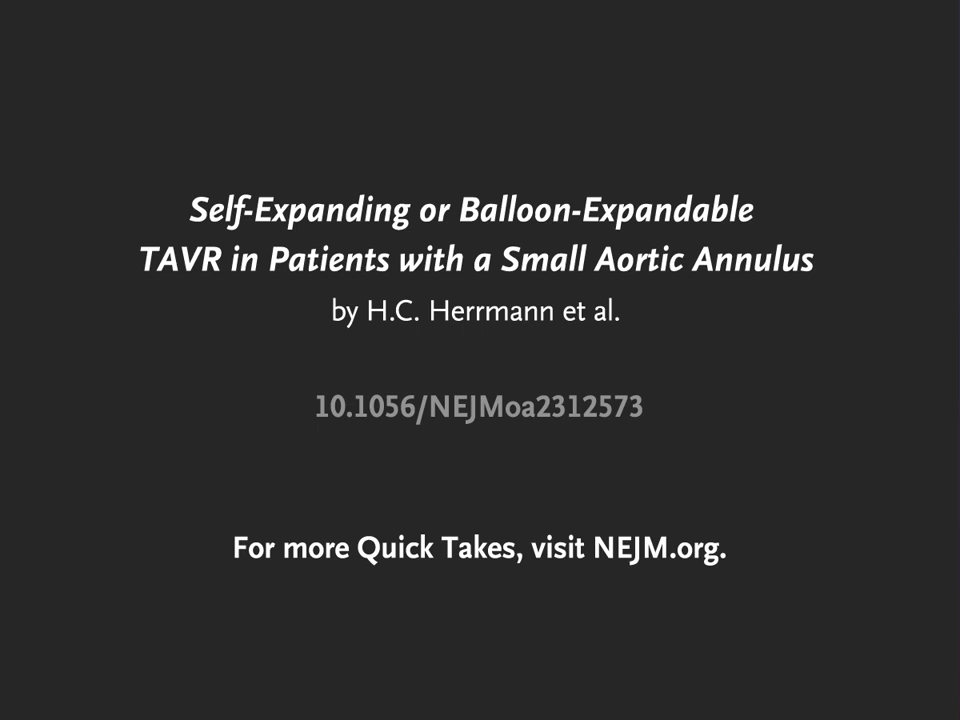 Self-Expanding or Balloon-Expandable
TAVR in Patients with a Small Aortic Annulus
by H.C. Herrmann et al.
10.1056/NEJMoa2312573
For more Quick Takes, visit NEJM.org.